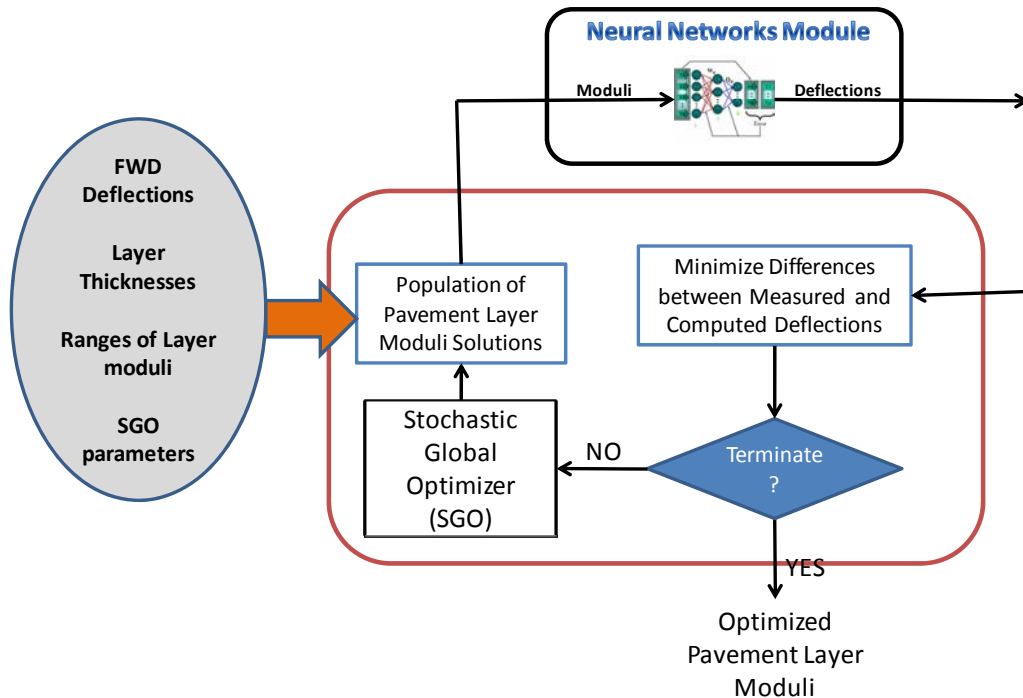 Neural Networks Module
Moduli
Deflections
FWD
Deflections
Layer
Thicknesses
Ranges of Layer
moduli
SGO
parameters
Population of
Pavement Layer
Moduli Solutions
Minimize Differences
between Measured and
Computed Deflections
Stochastic
Global
Optimizer
(SGO)
NO
Terminate
?
YES
Optimized
Pavement Layer
Moduli